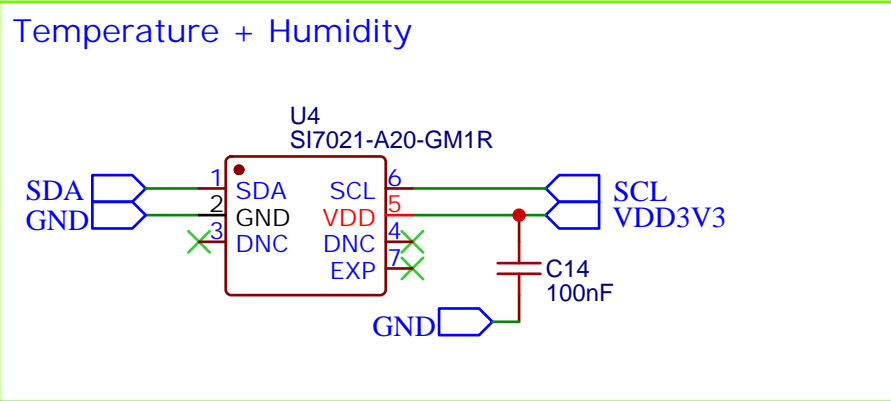 Temperature + Humidity
U4
SI7021-A20-GM1R
SDA 1 SDA SCL 6 SCL
GND 2 GND VDD 5 VDD3V3
3 DNC DNC 4
EXP 7
C14
100nF
GND